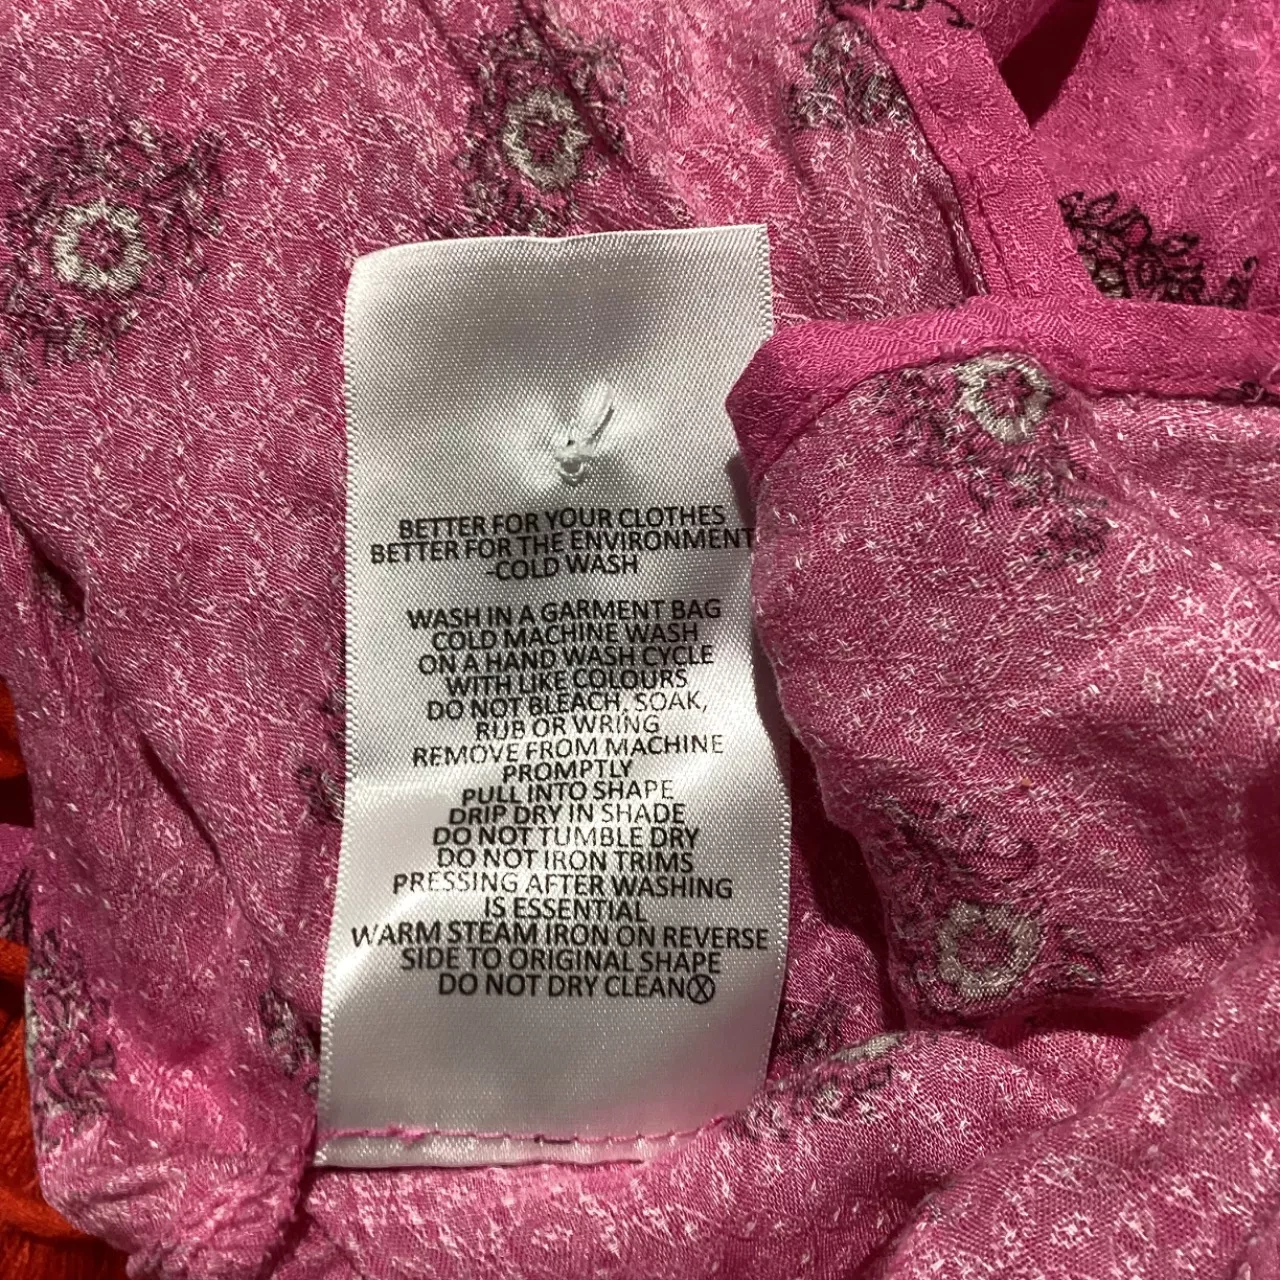 BETTER FOR YOUR CLOTHES
BETTER FOR THE ENVIRONMENT
-COLD WASH
WASH IN A GARMENT BAG
COLD MACHINE WASH
ON A HAND WASH CYCLE
WITH LIKE COLOURS
DO NOT BLEACH, SOAK,
RUB OR WRING
REMOVE FROM MACHINE
PROMPTLY
PULL INTO SHAPE
DRIP DRY IN SHADE
DO NOT TUMBLE DRY
DO NOT IRON TRIMS
PRESSING AFTER WASHING
IS ESSENTIAL
WARM STEAM IRON ON REVERSE
SIDE TO ORIGINAL SHAPE
DO NOT DRY CLEAN